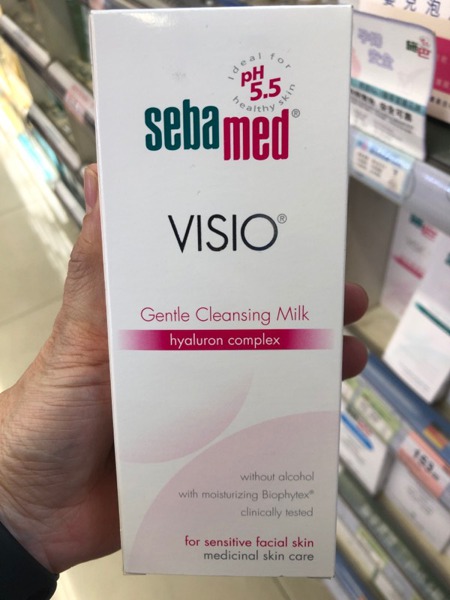 ideal for
pH
5.5
healthy skin
sebamed®
VISIO®
Gentle Cleansing Milk
hyaluron complex
without alcohol
with moisturizing Biophytex®
clinically tested
for sensitive facial skin
medicinal skin care